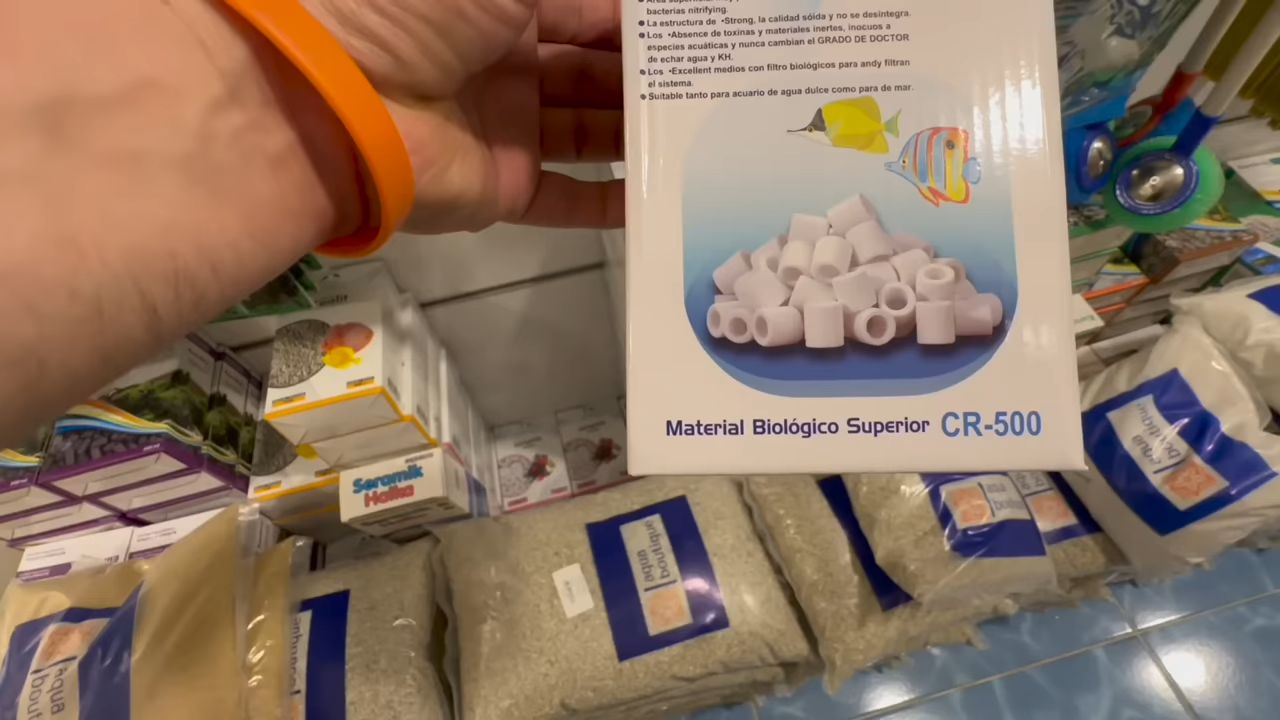 bacterias nitrifying.
La estructura de •Strong, la calidad sóida y no se desintegra.
Los •Absence de toxinas y materiales inertes, inocuos a
especies acuáticas y nunca cambian el GRADO DE DOCTOR
de echar agua y KH.
Los •Excellent medios con filtro biológicos para andy filtran
el sistema.
Suitable tanto para acuario de agua dulce como para de mar.
Material Biológico Superior CR-500
Seramik
Halka
aqua
boutique
aqua
boutique